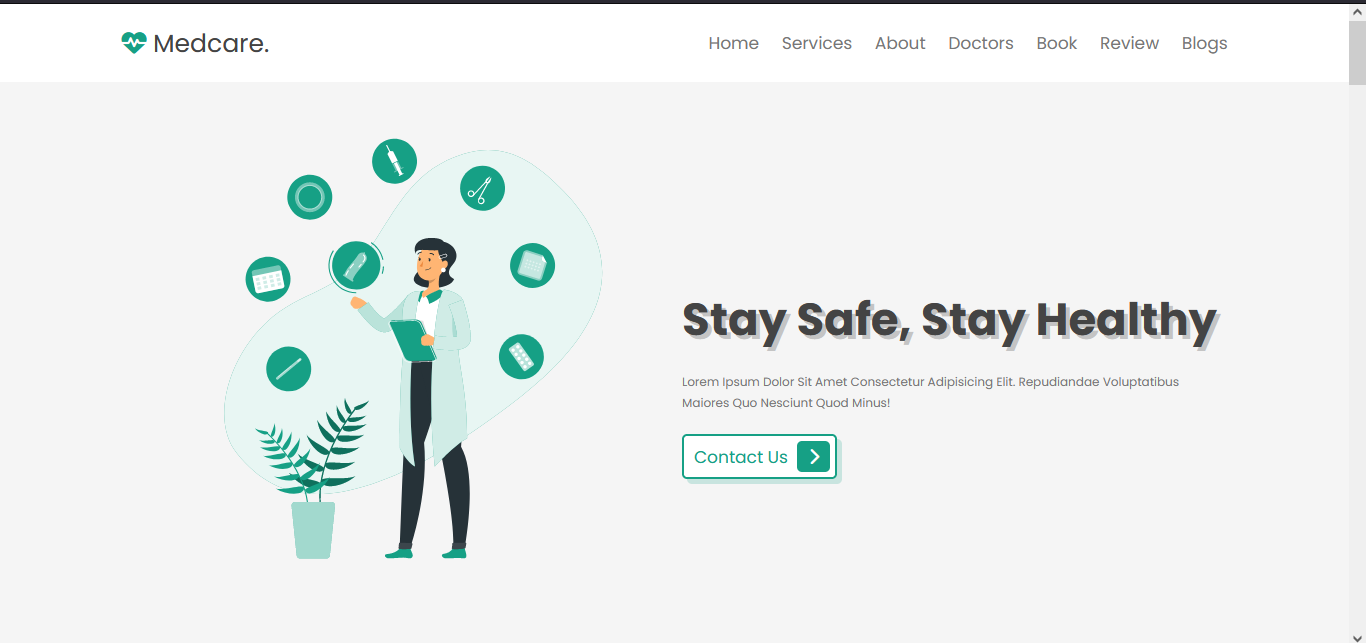 Medcare.
Home Services About Doctors Book Review Blogs
Stay Safe, Stay Healthy
Lorem Ipsum Dolor Sit Amet Consectetur Adipisicing Elit. Repudiandae Voluptatibus
Maiores Quo Nesciunt Quod Minus!
Contact Us